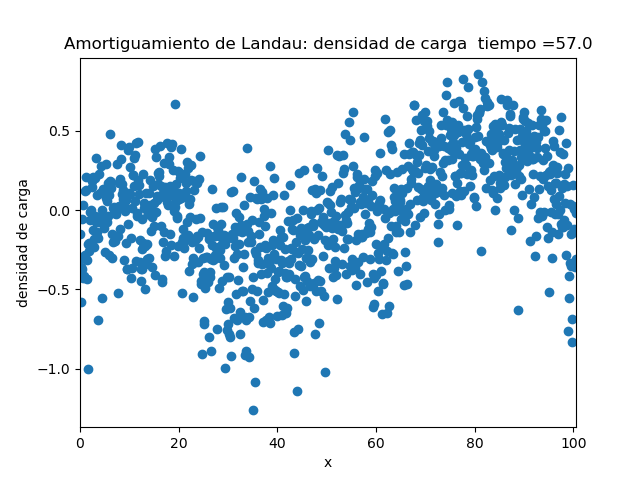 Amortiguamiento de Landau: densidad de carga  tiempo =57.0
densidad de carga
0.5
0.0
−0.5
−1.0
0 20 40 60 80 100
x